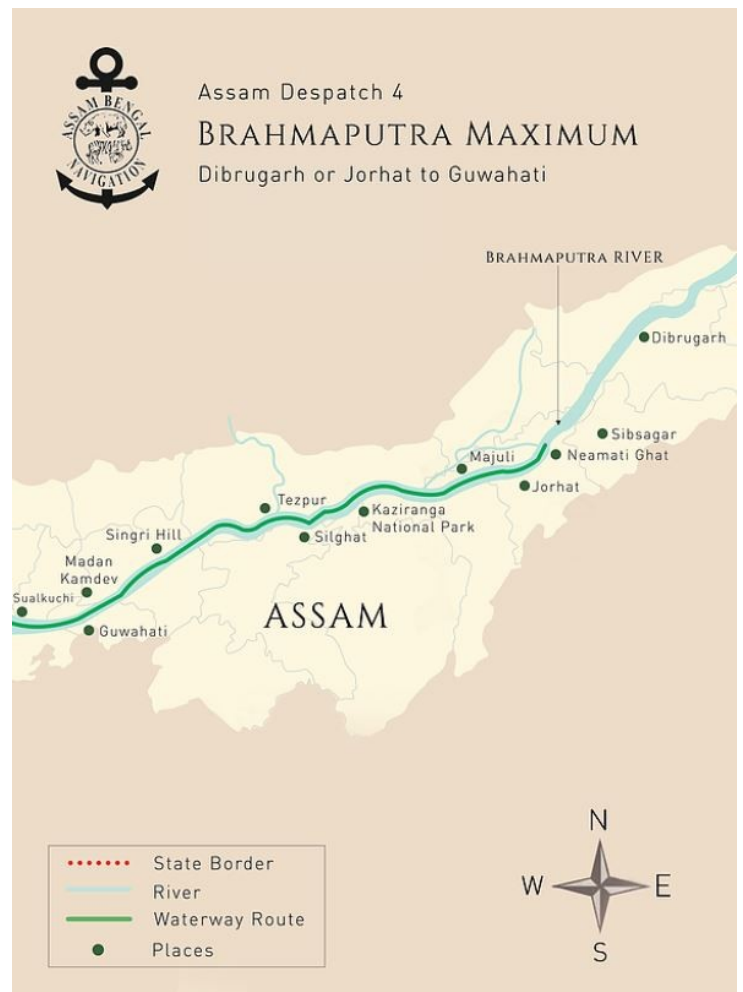 ASSAM BENGAL
NAVIGATION
Assam Despatch 4
BRAHMAPUTRA MAXIMUM
Dibrugarh or Jorhat to Guwahati
BRAHMAPUTRA RIVER
Dibrugarh
Sibsagar
Neamati Ghat
Majuli
Jorhat
Tezpur
Kaziranga
National Park
Silghat
Singri Hill
Madan
Kamdev
Sualkuchi
Guwahati
ASSAM
N
W
E
S
State Border
River
Waterway Route
Places